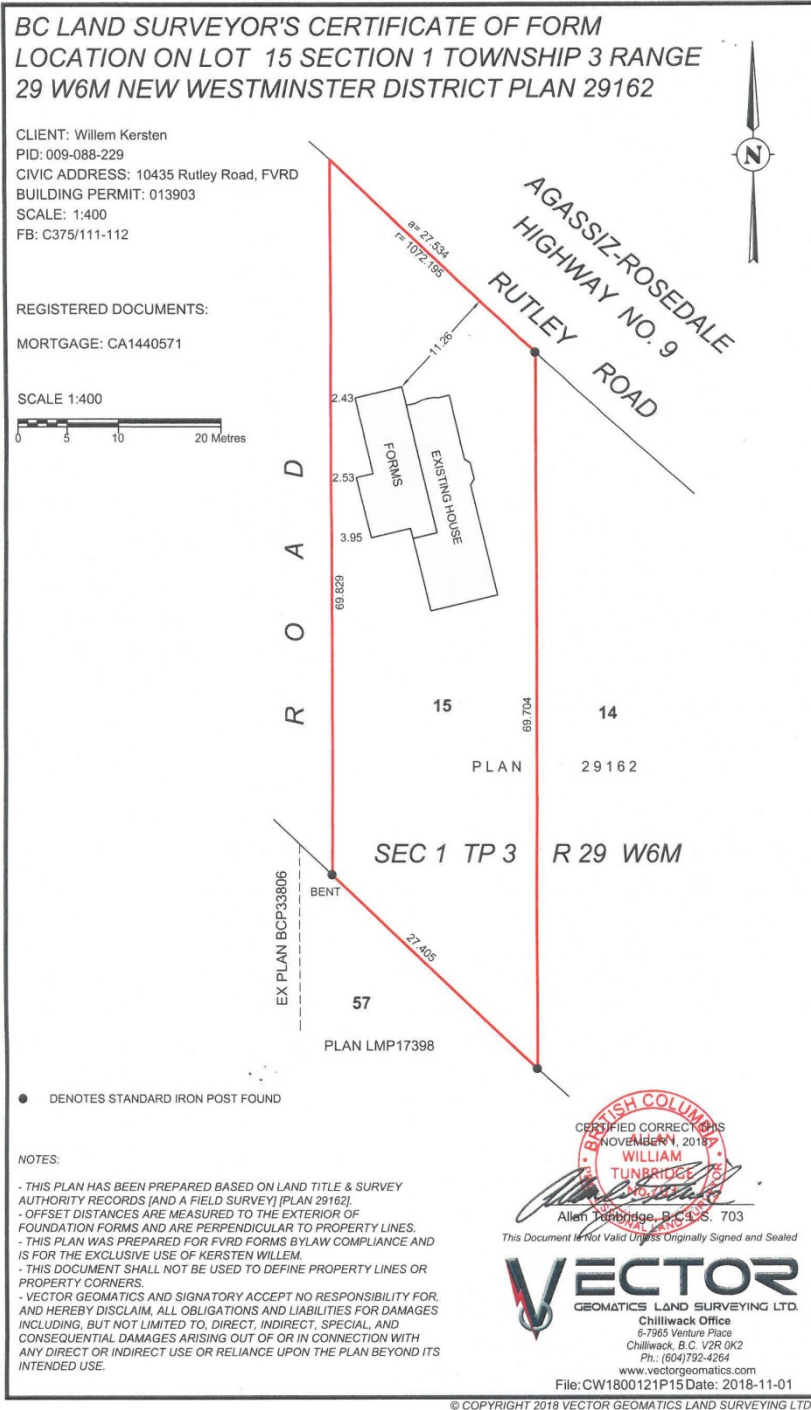 BC LAND SURVEYOR'S CERTIFICATE OF FORM
LOCATION ON LOT 15 SECTION 1 TOWNSHIP 3 RANGE
29 W6M NEW WESTMINSTER DISTRICT PLAN 29162
CLIENT: Willem Kersten
PID: 009-088-229
CIVIC ADDRESS: 10435 Rutley Road, FVRD
BUILDING PERMIT: 013903
SCALE: 1:400
FB: C375/111-112
N
AGASSIZ-ROSEDALE
HIGHWAY NO. 9
RUTLEY ROAD
a= 27.534
r= 1072.195
REGISTERED DOCUMENTS:
MORTGAGE: CA1440571
SCALE 1:400
0 5 10 20 Metres
11.26
2.43
2.53
3.95
FORMS
EXISTING HOUSE
ROAD
69.829
69.704
15
14
PLAN 29162
SEC 1 TP 3 R 29 W6M
BENT
EX PLAN BCP33806
27.405
57
PLAN LMP17398
DENOTES STANDARD IRON POST FOUND
NOTES:
- THIS PLAN HAS BEEN PREPARED BASED ON LAND TITLE & SURVEY
AUTHORITY RECORDS [AND A FIELD SURVEY] [PLAN 29162].
- OFFSET DISTANCES ARE MEASURED TO THE EXTERIOR OF
FOUNDATION FORMS AND ARE PERPENDICULAR TO PROPERTY LINES.
- THIS PLAN WAS PREPARED FOR FVRD FORMS BYLAW COMPLIANCE AND
IS FOR THE EXCLUSIVE USE OF KERSTEN WILLEM.
- THIS DOCUMENT SHALL NOT BE USED TO DEFINE PROPERTY LINES OR
PROPERTY CORNERS.
- VECTOR GEOMATICS AND SIGNATORY ACCEPT NO RESPONSIBILITY FOR,
AND HEREBY DISCLAIM, ALL OBLIGATIONS AND LIABILITIES FOR DAMAGES
INCLUDING, BUT NOT LIMITED TO, DIRECT, INDIRECT, SPECIAL, AND
CONSEQUENTIAL DAMAGES ARISING OUT OF OR IN CONNECTION WITH
ANY DIRECT OR INDIRECT USE OR RELIANCE UPON THE PLAN BEYOND ITS
INTENDED USE.
CERTIFIED CORRECT THIS
NOVEMBER 1, 2018
BRITISH COLUMBIA
ALLAN
WILLIAM
TUNBRIDGE
No. 703
PROFESSIONAL LAND SURVEYOR
Allan Tunbridge, B.C.L.S. 703
This Document Is Not Valid Unless Originally Signed and Sealed
VECTOR
GEOMATICS LAND SURVEYING LTD.
Chilliwack Office
6-7965 Venture Place
Chilliwack, B.C. V2R 0K2
Ph.: (604)792-4264
www.vectorgeomatics.com
File: CW1800121P15 Date: 2018-11-01
© COPYRIGHT 2018 VECTOR GEOMATICS LAND SURVEYING LTD